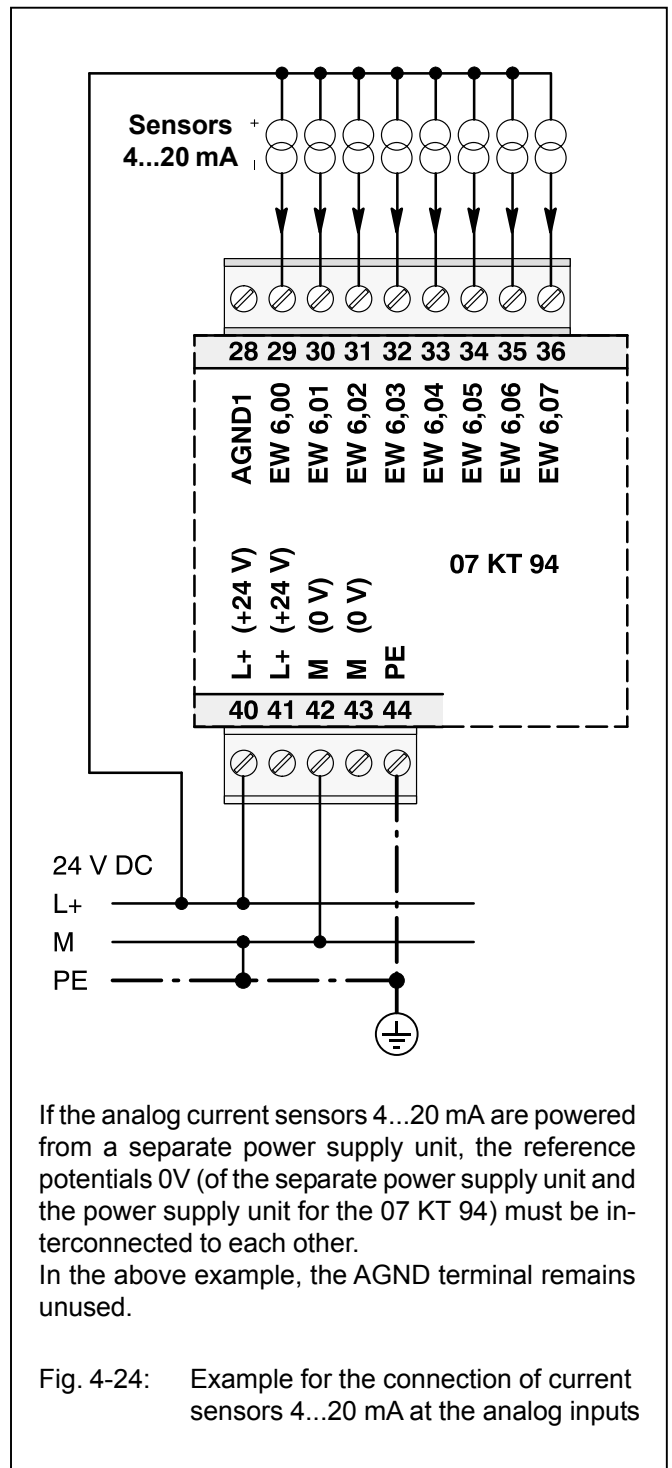 Sensors +
4...20 mA –
28 29 30 31 32 33 34 35 36
AGND1
EW 6,00
EW 6,01
EW 6,02
EW 6,03
EW 6,04
EW 6,05
EW 6,06
EW 6,07
07 KT 94
L+ (+24 V)
L+ (+24 V)
M (0 V)
M (0 V)
PE
40 41 42 43 44
24 V DC
L+
M
PE
If the analog current sensors 4...20 mA are powered
from a separate power supply unit, the reference
potentials 0V (of the separate power supply unit and
the power supply unit for the 07 KT 94) must be in-
terconnected to each other.
In the above example, the AGND terminal remains
unused.
Fig. 4-24: Example for the connection of current
sensors 4...20 mA at the analog inputs